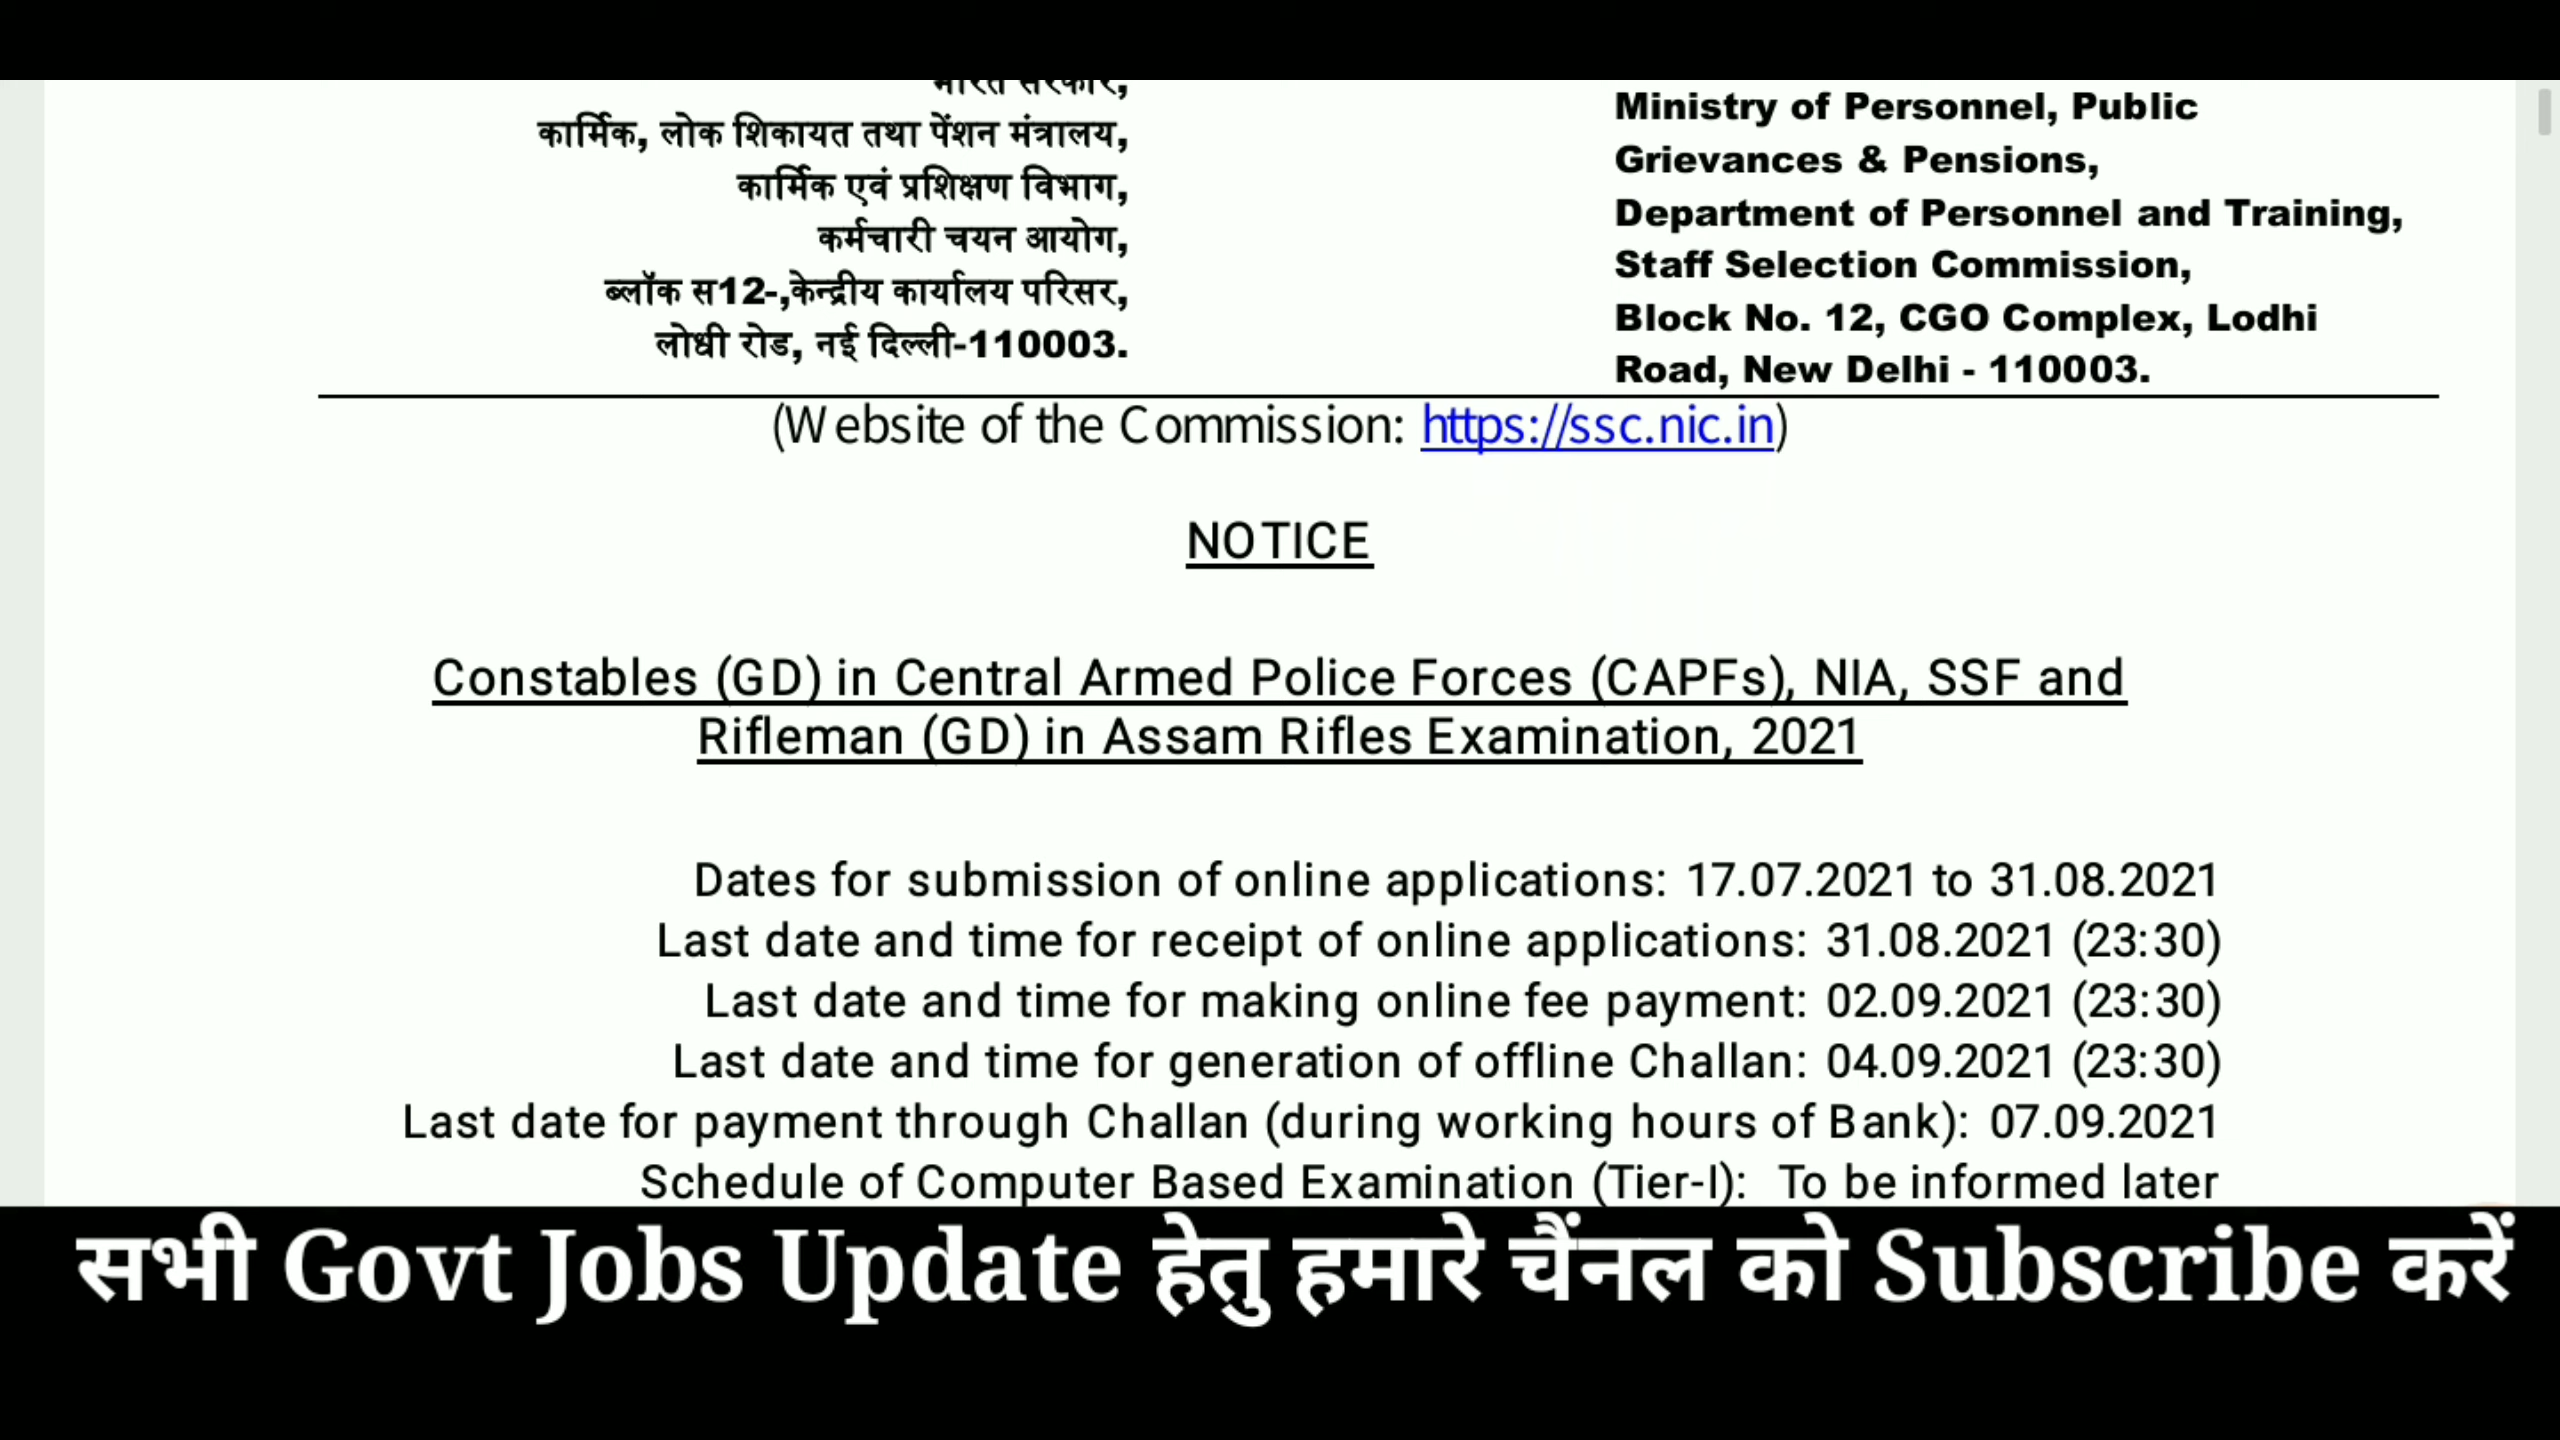 भारत सरकार,
कार्मिक, लोक शिकायत तथा पेंशन मंत्रालय,
कार्मिक एवं प्रशिक्षण विभाग,
कर्मचारी चयन आयोग,
ब्लॉक स12-,केन्द्रीय कार्यालय परिसर,
लोधी रोड, नई दिल्ली-110003.
Ministry of Personnel, Public
Grievances & Pensions,
Department of Personnel and Training,
Staff Selection Commission,
Block No. 12, CGO Complex, Lodhi
Road, New Delhi - 110003.
(Website of the Commission: https://ssc.nic.in)
NOTICE
Constables (GD) in Central Armed Police Forces (CAPFs), NIA, SSF and
Rifleman (GD) in Assam Rifles Examination, 2021
Dates for submission of online applications: 17.07.2021 to 31.08.2021
Last date and time for receipt of online applications: 31.08.2021 (23:30)
Last date and time for making online fee payment: 02.09.2021 (23:30)
Last date and time for generation of offline Challan: 04.09.2021 (23:30)
Last date for payment through Challan (during working hours of Bank): 07.09.2021
Schedule of Computer Based Examination (Tier-I): To be informed later
सभी Govt Jobs Update हेतु हमारे चैंनल को Subscribe करें